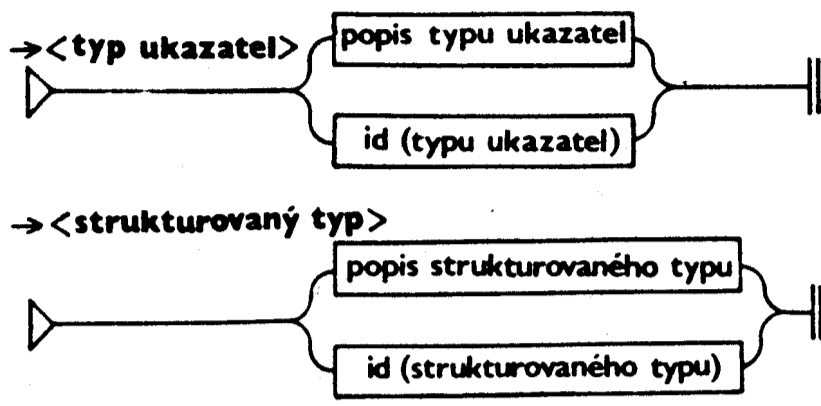 →<typ ukazatel>
popis typu ukazatel
id (typu ukazatel)
→<strukturovaný typ>
popis strukturovaného typu
id (strukturovaného typu)